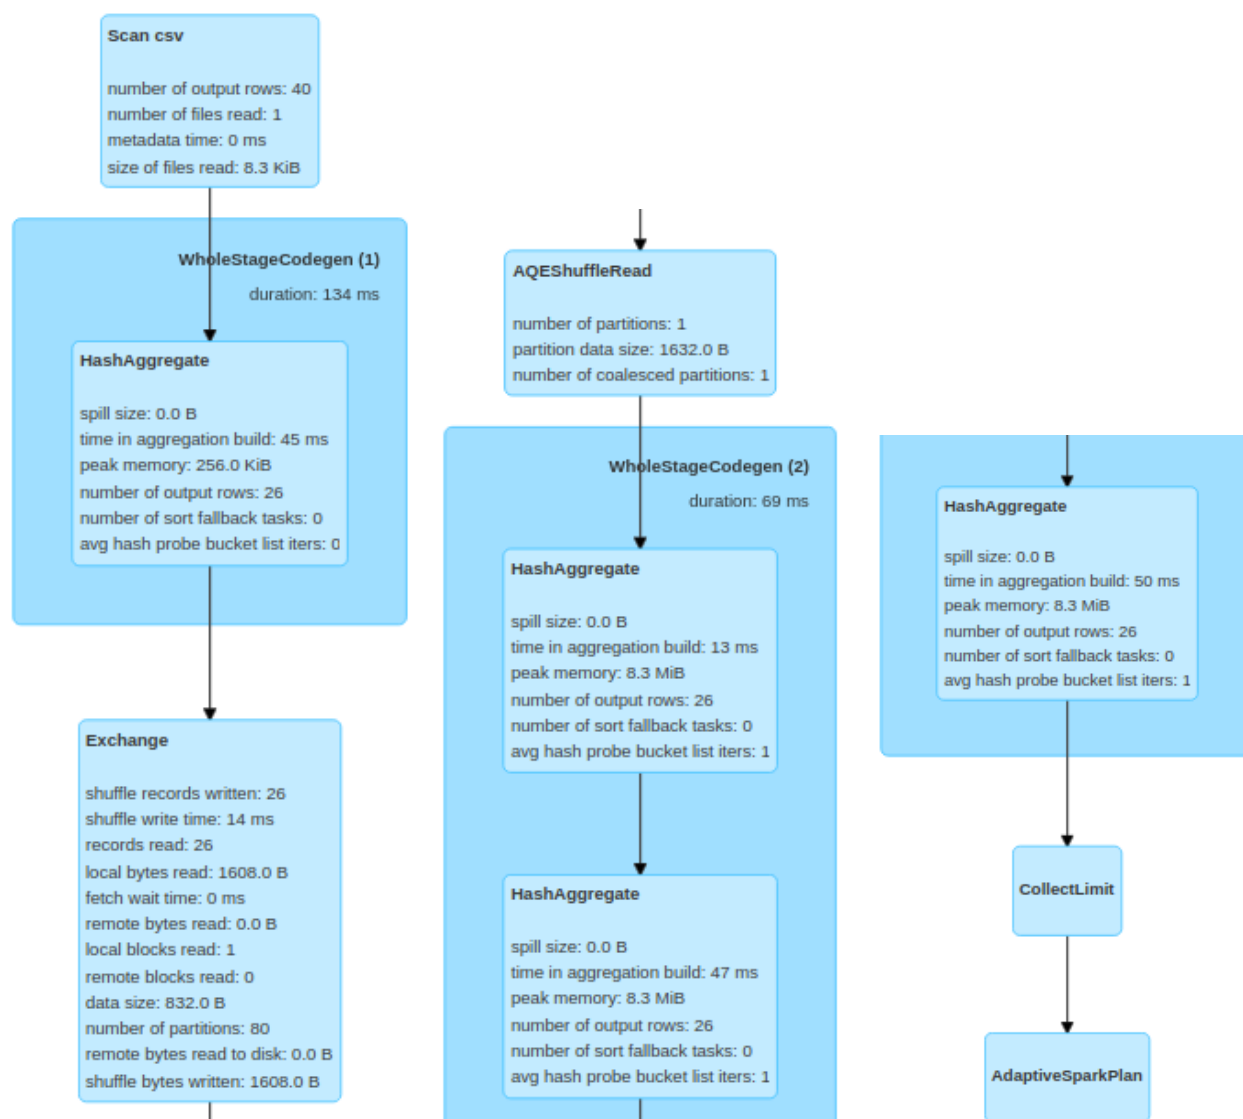 Scan csv
number of output rows: 40
number of files read: 1
metadata time: 0 ms
size of files read: 8.3 KiB
WholeStageCodegen (1)
duration: 134 ms
HashAggregate
spill size: 0.0 B
time in aggregation build: 45 ms
peak memory: 256.0 KiB
number of output rows: 26
number of sort fallback tasks: 0
avg hash probe bucket list iters: 0
Exchange
shuffle records written: 26
shuffle write time: 14 ms
records read: 26
local bytes read: 1608.0 B
fetch wait time: 0 ms
remote bytes read: 0.0 B
local blocks read: 1
remote blocks read: 0
data size: 832.0 B
number of partitions: 80
remote bytes read to disk: 0.0 B
shuffle bytes written: 1608.0 B
AQEShuffleRead
number of partitions: 1
partition data size: 1632.0 B
number of coalesced partitions: 1
WholeStageCodegen (2)
duration: 69 ms
HashAggregate
spill size: 0.0 B
time in aggregation build: 13 ms
peak memory: 8.3 MiB
number of output rows: 26
number of sort fallback tasks: 0
avg hash probe bucket list iters: 1
HashAggregate
spill size: 0.0 B
time in aggregation build: 47 ms
peak memory: 8.3 MiB
number of output rows: 26
number of sort fallback tasks: 0
avg hash probe bucket list iters: 1
HashAggregate
spill size: 0.0 B
time in aggregation build: 50 ms
peak memory: 8.3 MiB
number of output rows: 26
number of sort fallback tasks: 0
avg hash probe bucket list iters: 1
CollectLimit
AdaptiveSparkPlan